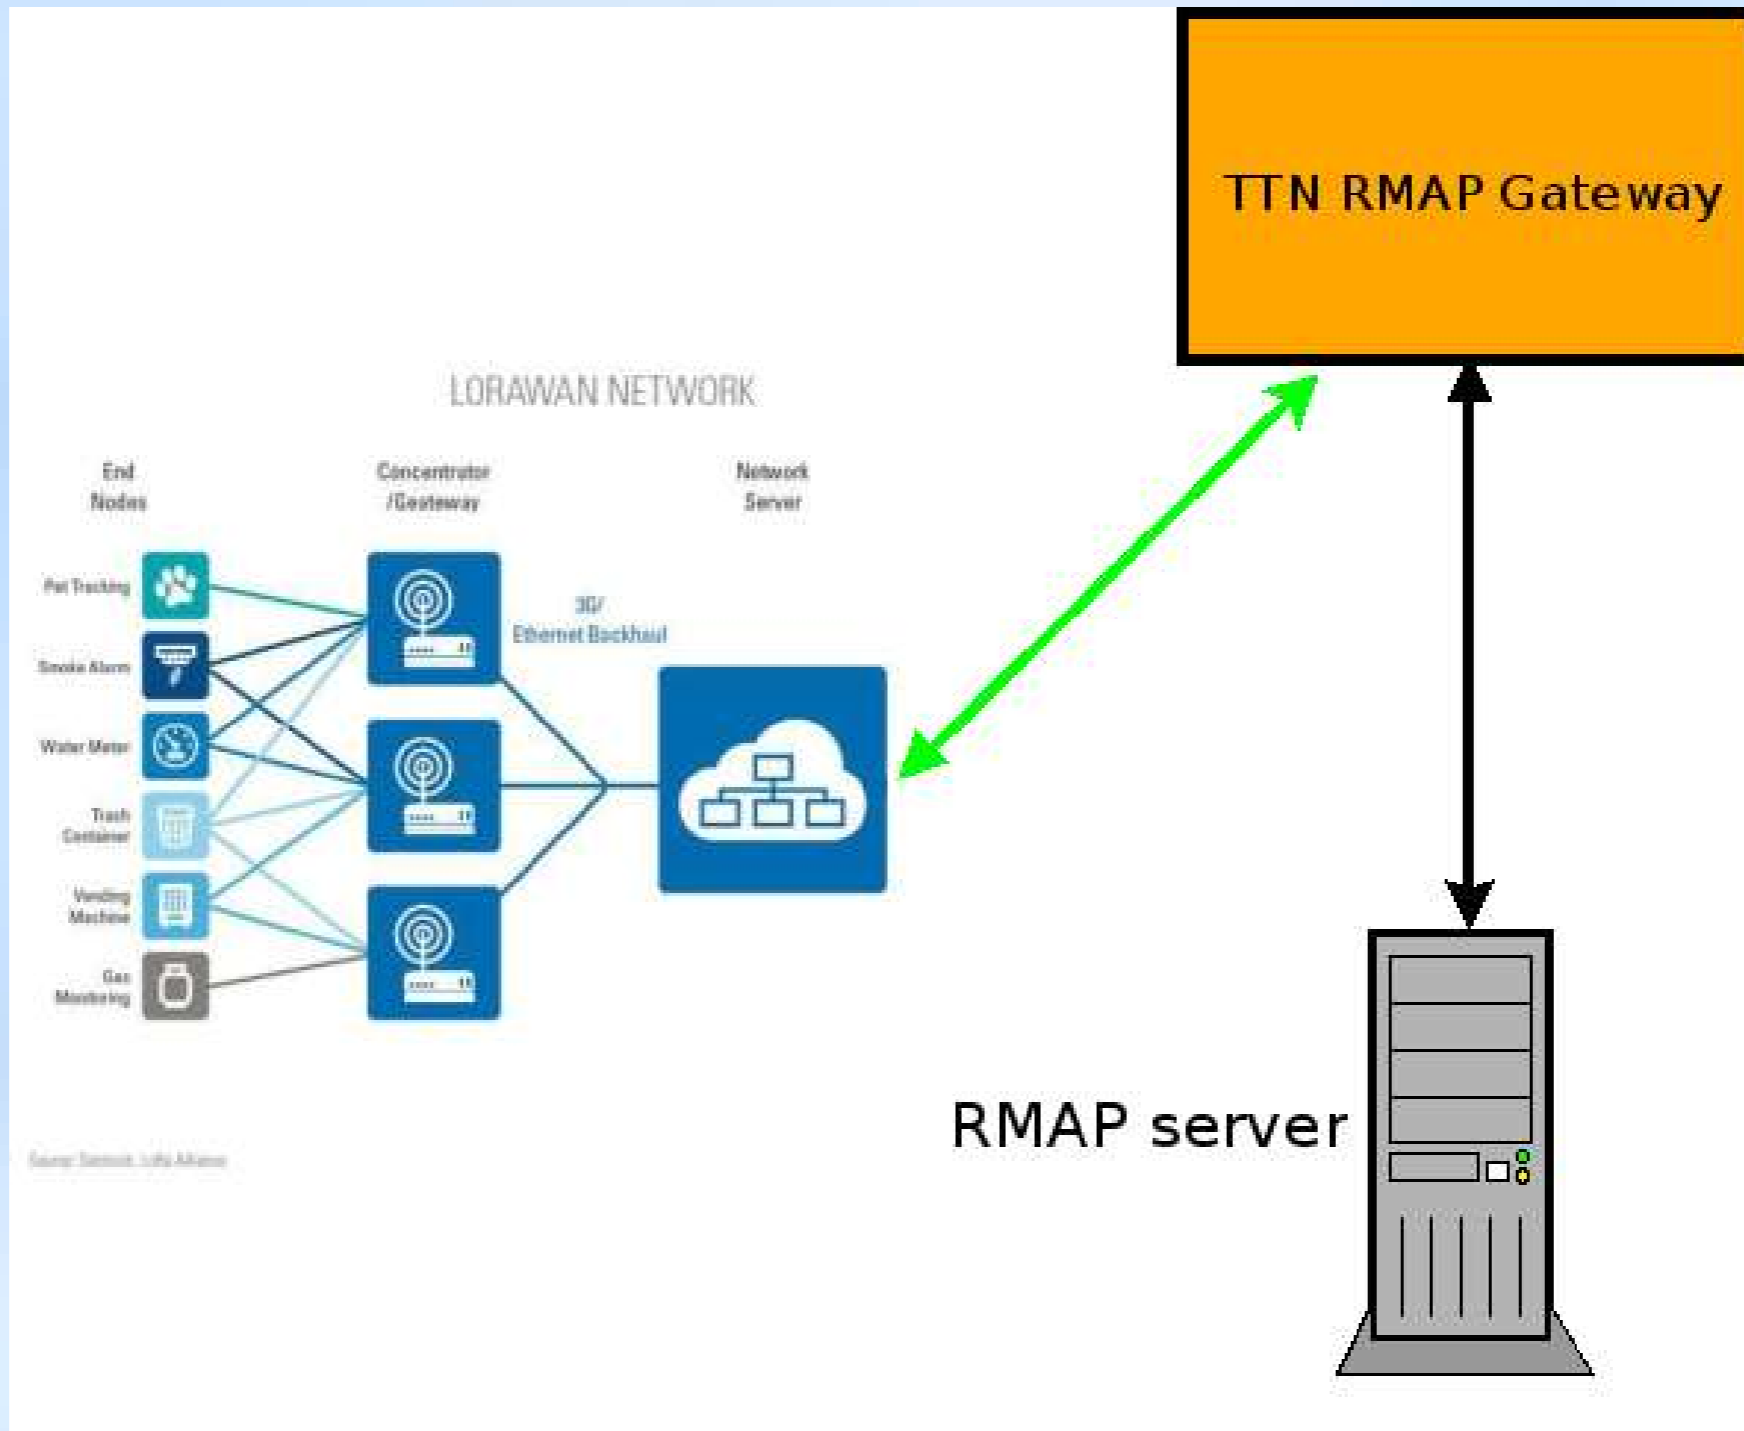 TTN RMAP Gateway
LORAWAN NETWORK
End
Nodes
Concentrator
/Gesteway
Network
Server
Pet Tracking
Smoke Alarm
Water Meter
Trash
Container
Vending
Machine
Gas
Monitoring
3G/
Ethernet Backhaul
RMAP server